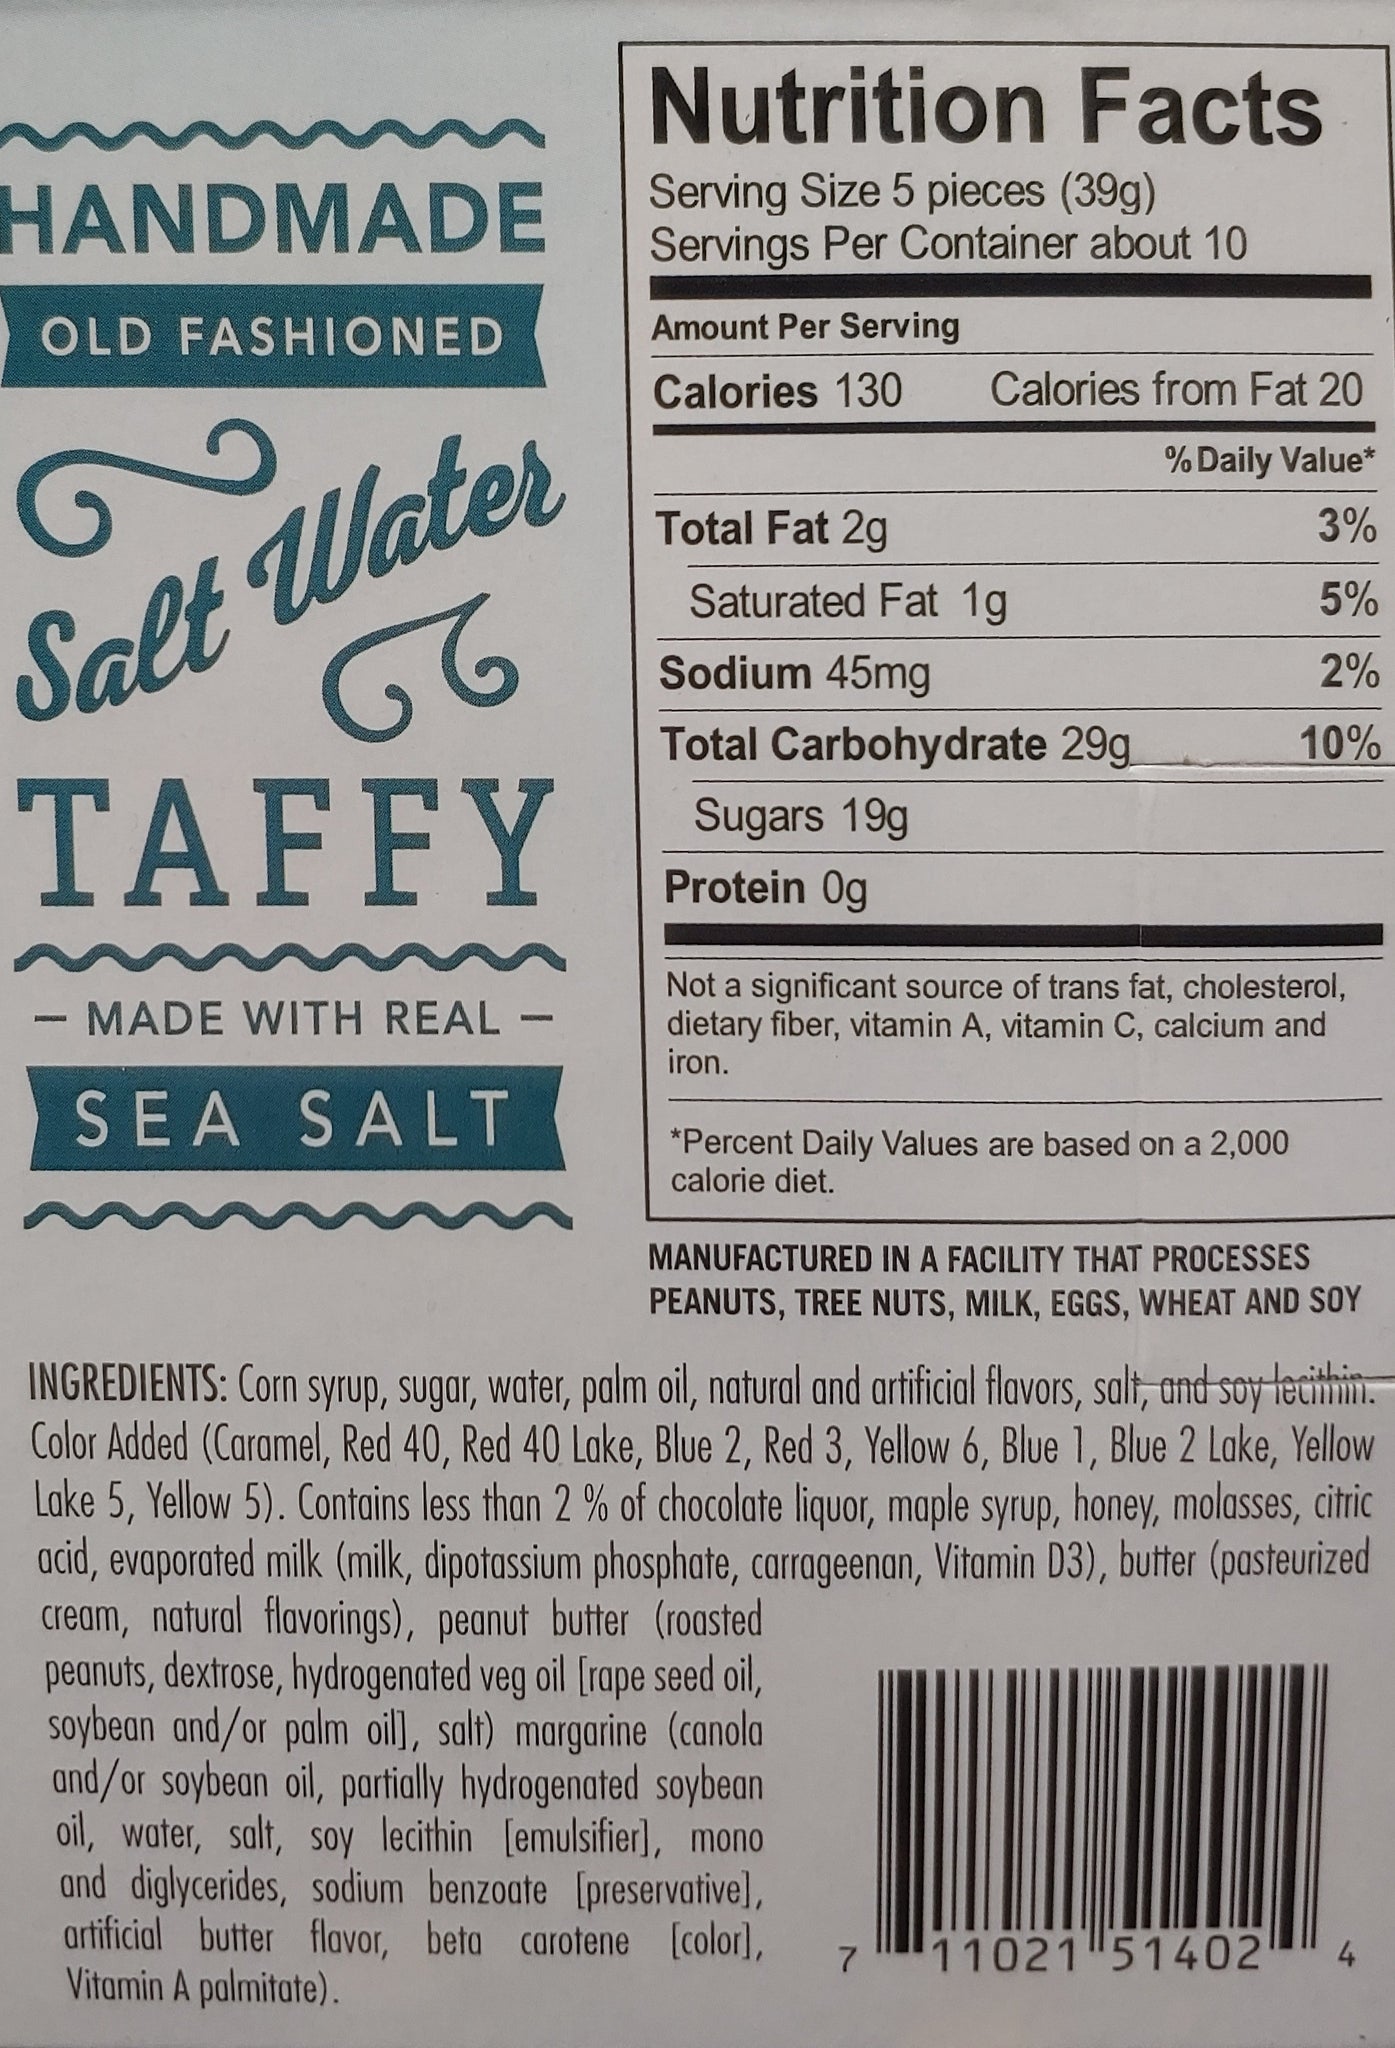 HANDMADE
OLD FASHIONED
Salt Water
TAFFY
– MADE WITH REAL –
SEA SALT
Nutrition Facts
Serving Size 5 pieces (39g)
Servings Per Container about 10
Amount Per Serving
Calories 130 Calories from Fat 20
% Daily Value*
Total Fat 2g 3%
Saturated Fat 1g 5%
Sodium 45mg 2%
Total Carbohydrate 29g 10%
Sugars 19g
Protein 0g
Not a significant source of trans fat, cholesterol,
dietary fiber, vitamin A, vitamin C, calcium and
iron.
*Percent Daily Values are based on a 2,000
calorie diet.
MANUFACTURED IN A FACILITY THAT PROCESSES
PEANUTS, TREE NUTS, MILK, EGGS, WHEAT AND SOY
INGREDIENTS: Corn syrup, sugar, water, palm oil, natural and artificial flavors, salt, and soy lecithin.
Color Added (Caramel, Red 40, Red 40 Lake, Blue 2, Red 3, Yellow 6, Blue 1, Blue 2 Lake, Yellow
Lake 5, Yellow 5). Contains less than 2 % of chocolate liquor, maple syrup, honey, molasses, citric
acid, evaporated milk (milk, dipotassium phosphate, carrageenan, Vitamin D3), butter (pasteurized
cream, natural flavorings), peanut butter (roasted
peanuts, dextrose, hydrogenated veg oil [rape seed oil,
soybean and/or palm oil], salt) margarine (canola
and/or soybean oil, partially hydrogenated soybean
oil, water, salt, soy lecithin [emulsifier], mono
and diglycerides, sodium benzoate [preservative],
artificial butter flavor, beta carotene [color],
Vitamin A palmitate).
7 11021 51402 4